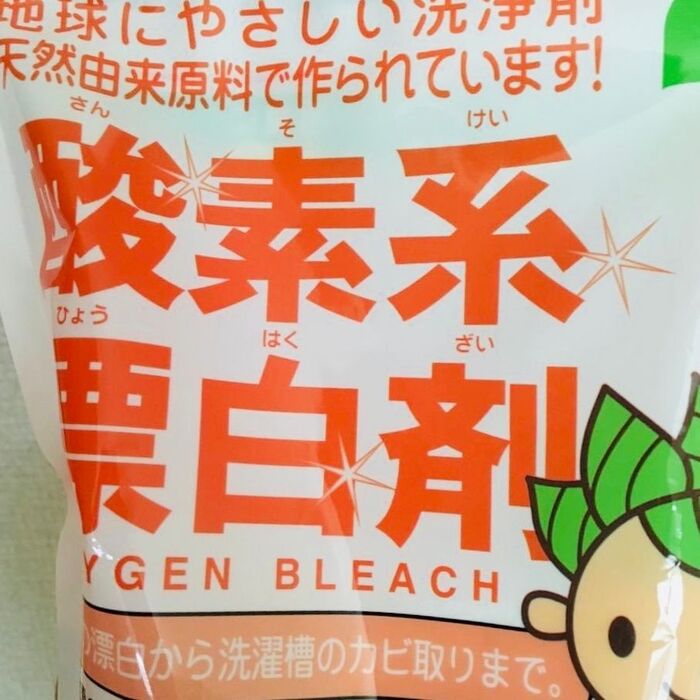 地球にやさしい洗浄剤
天然由来原料で作られています!
さん そ けい
酸素系
ひょう はく ざい
漂白剤
YGEN BLEACH
漂白から洗濯槽のカビ取りまで。